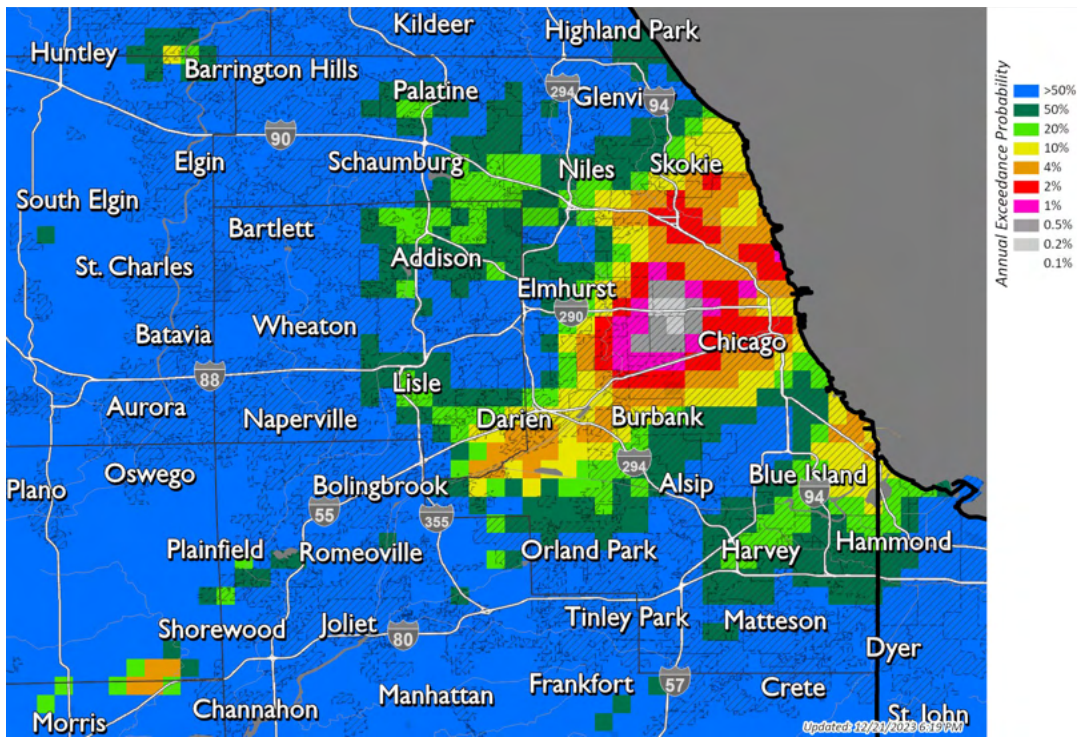 Kildeer
Highland Park
Huntley
Barrington Hills
Palatine
294
Glenvi
94
90
Elgin
Schaumburg
Niles
Skokie
South Elgin
Bartlett
St. Charles
Addison
Elmhurst
290
Batavia
Wheaton
Chicago
88
Lisle
Aurora
Naperville
Darien
Burbank
294
Plano
Oswego
Bolingbrook
Alsip
Blue Island
94
55
355
Plainfield
Romeoville
Orland Park
Harvey
Hammond
Shorewood
Joliet
80
Tinley Park
Matteson
Dyer
Morris
Channahon
Manhattan
Frankfort
57
Crete
St. John
Updated: 12/21/2023 6:19 PM
Annual Exceedance Probability
>50%
50%
20%
10%
4%
2%
1%
0.5%
0.2%
0.1%